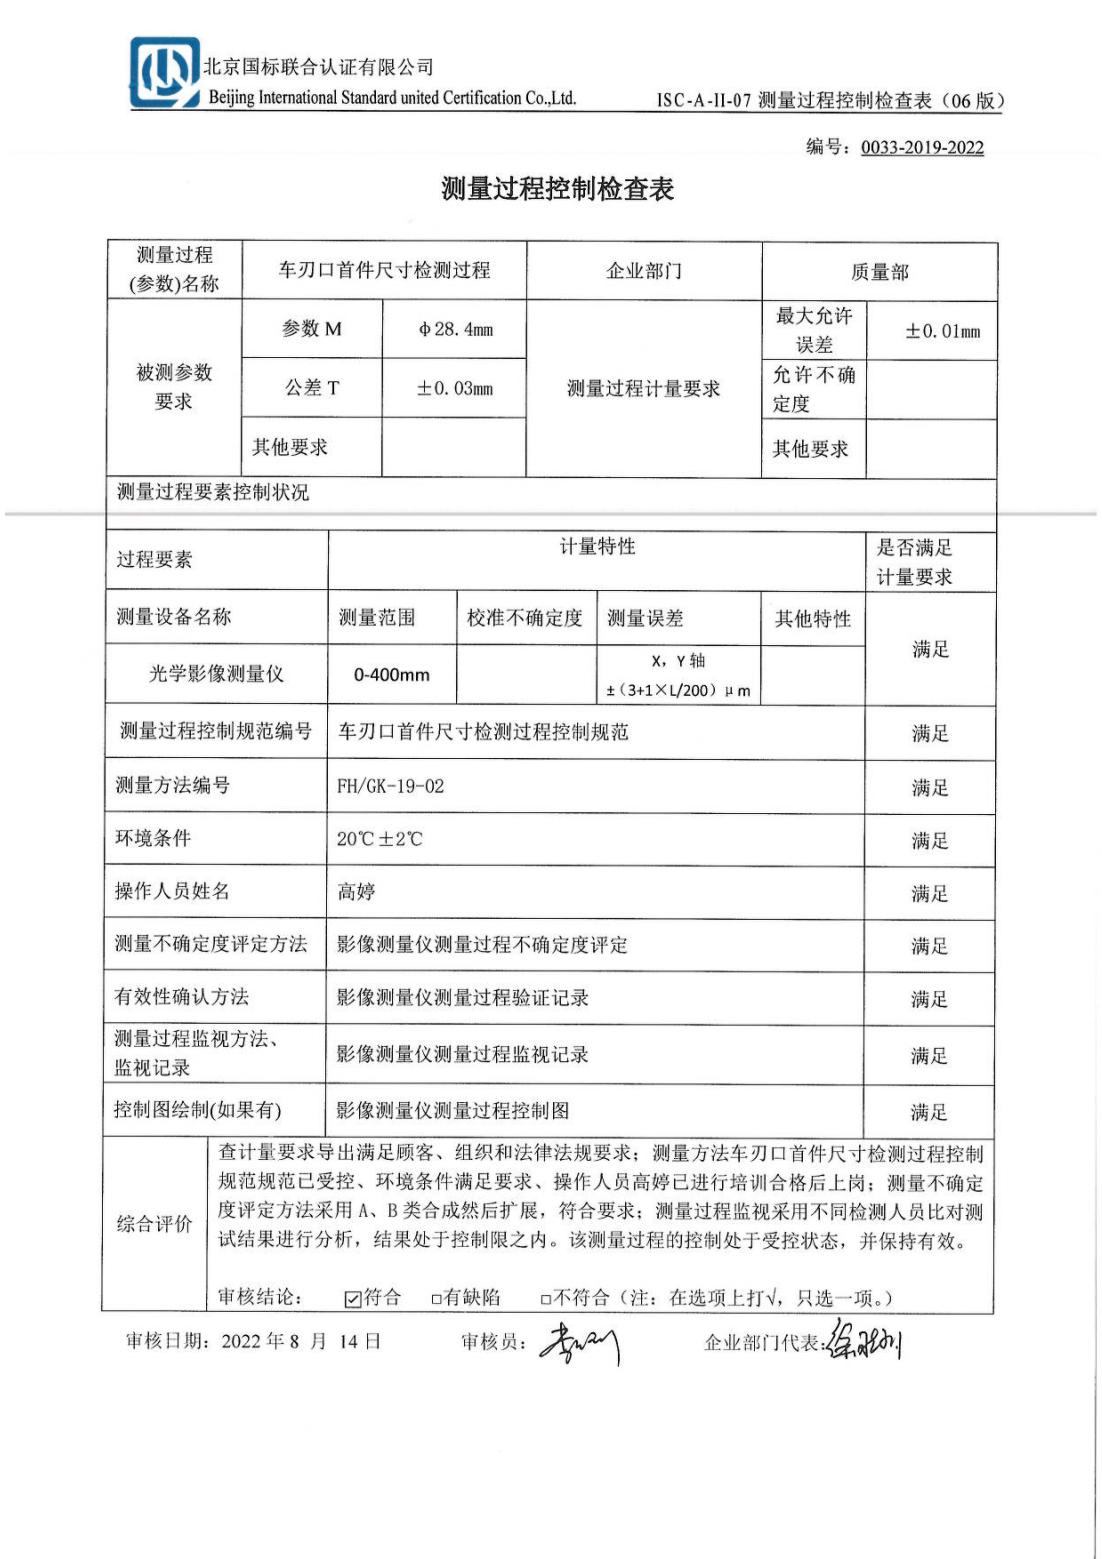 北京国标联合认证有限公司
Beijing International Standard united Certification Co.,Ltd.
ISC-A-II-07 测量过程控制检查表（06 版）
编号：0033-2019-2022
测量过程控制检查表
测量过程
(参数)名称
车刃口首件尺寸检测过程
企业部门
质量部
被测参数
要求
参数 M
φ28.4mm
测量过程计量要求
最大允许
误差
±0.01mm
公差 T
±0.03mm
允许不确
定度
其他要求
其他要求
测量过程要素控制状况
过程要素
计量特性
是否满足
计量要求
测量设备名称
测量范围
校准不确定度
测量误差
其他特性
满足
光学影像测量仪
0-400mm
X，Y 轴
±（3+1×L/200）μm
测量过程控制规范编号
车刃口首件尺寸检测过程控制规范
满足
测量方法编号
FH/GK-19-02
满足
环境条件
20℃±2℃
满足
操作人员姓名
高婷
满足
测量不确定度评定方法
影像测量仪测量过程不确定度评定
满足
有效性确认方法
影像测量仪测量过程验证记录
满足
测量过程监视方法、
监视记录
影像测量仪测量过程监视记录
满足
控制图绘制(如果有)
影像测量仪测量过程控制图
满足
综合评价
查计量要求导出满足顾客、组织和法律法规要求；测量方法车刃口首件尺寸检测过程控制
规范规范已受控、环境条件满足要求、操作人员高婷已进行培训合格后上岗；测量不确定
度评定方法采用 A、B 类合成然后扩展，符合要求；测量过程监视采用不同检测人员比对测
试结果进行分析，结果处于控制限之内。该测量过程的控制处于受控状态，并保持有效。
审核结论： ☑符合 □有缺陷 □不符合（注：在选项上打√，只选一项。）
审核日期：2022 年 8 月 14 日 审核员： 企业部门代表：